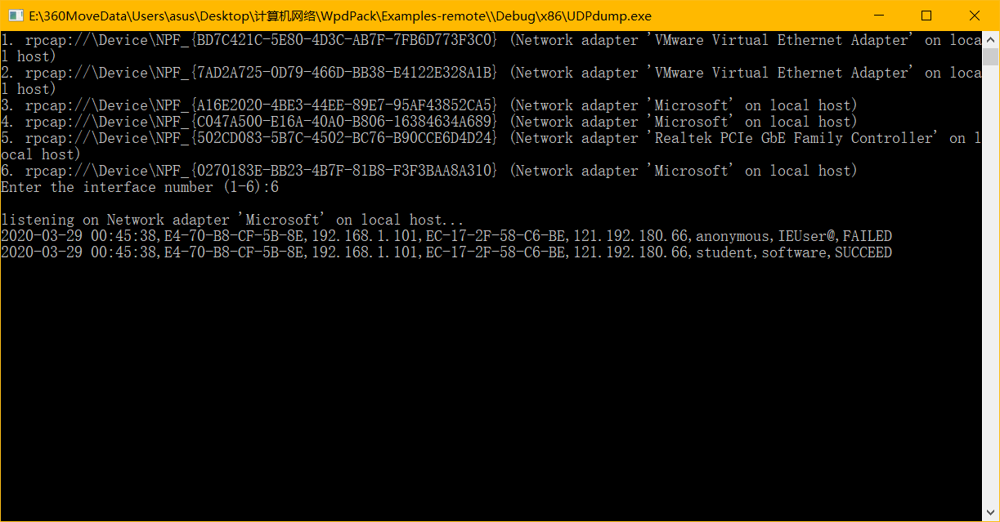 E:\360MoveData\Users\asus\Desktop\计算机网络\WpdPack\Examples-remote\\Debug\x86\UDPdump.exe
1. rpcap://\Device\NPF_{BD7C421C-5E80-4D3C-AB7F-7FB6D773F3C0} (Network adapter 'VMware Virtual Ethernet Adapter' on loca
l host)
2. rpcap://\Device\NPF_{7AD2A725-0D79-466D-BB38-E4122E328A1B} (Network adapter 'VMware Virtual Ethernet Adapter' on loca
l host)
3. rpcap://\Device\NPF_{A16E2020-4BE3-44EE-89E7-95AF43852CA5} (Network adapter 'Microsoft' on local host)
4. rpcap://\Device\NPF_{C047A500-E16A-40A0-B806-16384634A689} (Network adapter 'Microsoft' on local host)
5. rpcap://\Device\NPF_{502CD083-5B7C-4502-BC76-B90CCE6D4D24} (Network adapter 'Realtek PCIe GbE Family Controller' on l
ocal host)
6. rpcap://\Device\NPF_{0270183E-BB23-4B7F-81B8-F3F3BAA8A310} (Network adapter 'Microsoft' on local host)
Enter the interface number (1-6):6
listening on Network adapter 'Microsoft' on local host...
2020-03-29 00:45:38,E4-70-B8-CF-5B-8E,192.168.1.101,EC-17-2F-58-C6-BE,121.192.180.66,anonymous,IEUser@,FAILED
2020-03-29 00:45:38,E4-70-B8-CF-5B-8E,192.168.1.101,EC-17-2F-58-C6-BE,121.192.180.66,student,software,SUCCEED